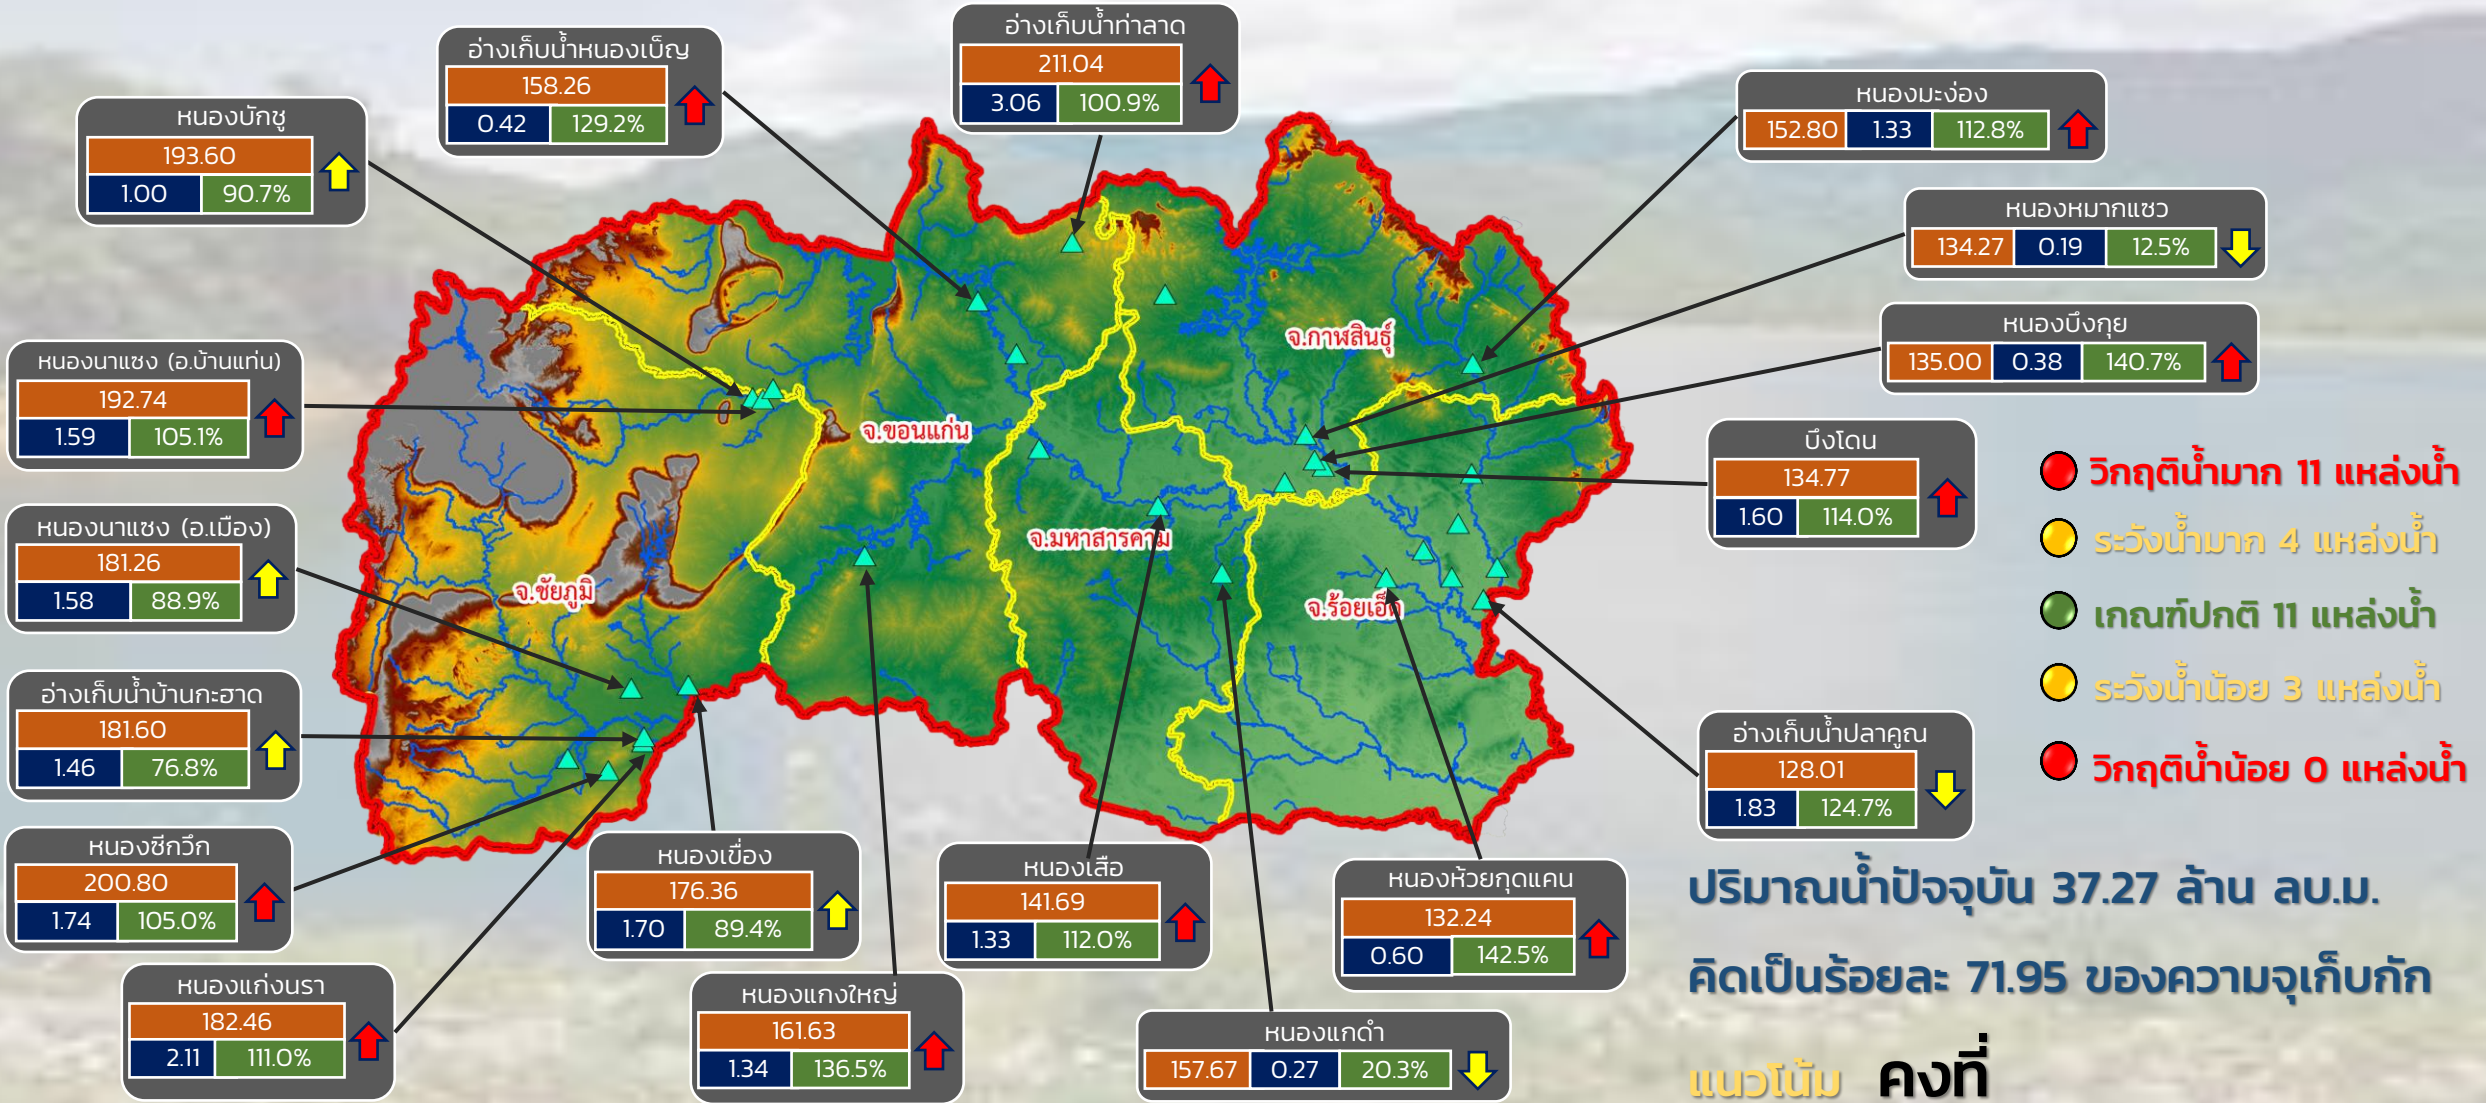 อ่างเก็บน้ำท่าลาด
211.04
3.06 100.9%
อ่างเก็บน้ำหนองเบ็ญ
158.26
0.42 129.2%
หนองบักชู
193.60
1.00 90.7%
หนองมะง่อง
152.80 1.33 112.8%
หนองหมากแซว
134.27 0.19 12.5%
หนองบึงกุย
135.00 0.38 140.7%
หนองนาแซง (อ.บ้านแท่น)
192.74
1.59 105.1%
บึงโดน
134.77
1.60 114.0%
หนองนาแซง (อ.เมือง)
181.26
1.58 88.9%
อ่างเก็บน้ำบ้านกะฮาด
181.60
1.46 76.8%
หนองซีกวึก
200.80
1.74 105.0%
หนองแก่งนรา
182.46
2.11 111.0%
หนองเขื่อง
176.36
1.70 89.4%
หนองแกงใหญ่
161.63
1.34 136.5%
หนองเสือ
141.69
1.33 112.0%
หนองแกดำ
157.67 0.27 20.3%
หนองห้วยกุดแคน
132.24
0.60 142.5%
อ่างเก็บน้ำปลาคูณ
128.01
1.83 124.7%
จ.กาฬสินธุ์
จ.ขอนแก่น
จ.มหาสารคาม
จ.ชัยภูมิ
จ.ร้อยเอ็ด
วิกฤติน้ำมาก 11 แหล่งน้ำ
ระวังน้ำมาก 4 แหล่งน้ำ
เกณฑ์ปกติ 11 แหล่งน้ำ
ระวังน้ำน้อย 3 แหล่งน้ำ
วิกฤติน้ำน้อย 0 แหล่งน้ำ
ปริมาณน้ำปัจจุบัน 37.27 ล้าน ลบ.ม.
คิดเป็นร้อยละ 71.95 ของความจุเก็บกัก
แนวโน้ม คงที่